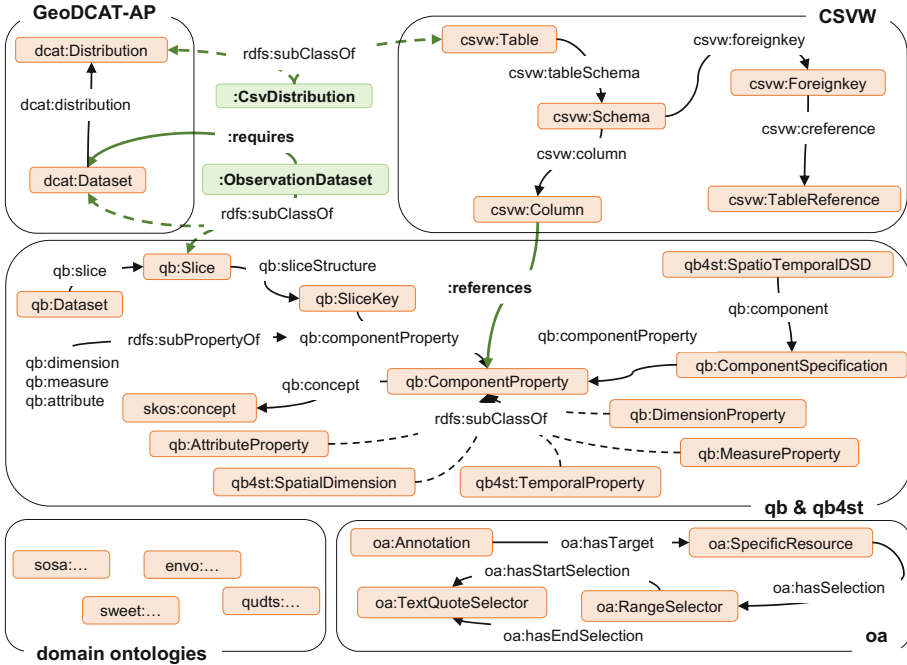 GeoDCAT-AP
CSVW
dcat:Distribution
rdfs:subClassOf
csvw:Table
csvw:foreignkey
csvw:tableSchema
:CsvDistribution
csvw:Foreignkey
dcat:distribution
csvw:Schema
:requires
csvw:creference
csvw:column
dcat:Dataset
:ObservationDataset
rdfs:subClassOf
csvw:Column
csvw:TableReference
qb:slice
qb:Slice
qb:sliceStructure
qb4st:SpatioTemporalDSD
qb:Dataset
qb:SliceKey
:references
qb:component
rdfs:subPropertyOf
qb:componentProperty
qb:componentProperty
qb:dimension
qb:measure
qb:attribute
qb:concept
qb:ComponentProperty
qb:ComponentSpecification
skos:concept
rdfs:subClassOf
qb:DimensionProperty
qb:AttributeProperty
qb:MeasureProperty
qb4st:SpatialDimension
qb4st:TemporalProperty
qb & qb4st
sosa:...
envo:...
sweet:...
qudts:...
domain ontologies
oa:Annotation
oa:hasTarget
oa:SpecificResource
oa:hasStartSelection
oa:hasSelection
oa:TextQuoteSelector
oa:RangeSelector
oa:hasEndSelection
oa